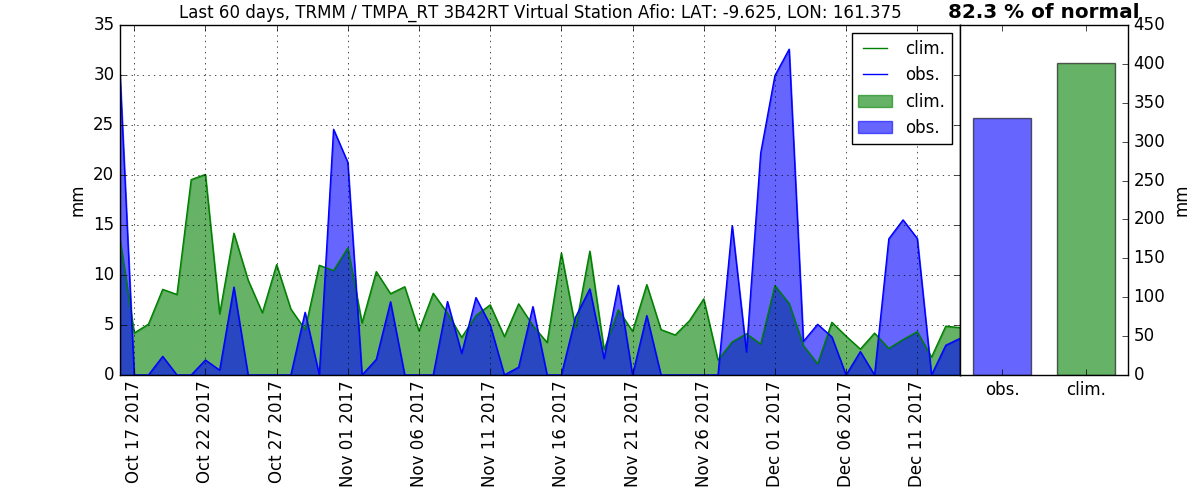 Last 60 days, TRMM / TMPA_RT 3B42RT Virtual Station Afio: LAT: -9.625, LON: 161.375
82.3 % of normal
35
30
25
20
15
10
5
0
mm
clim.
obs.
clim.
obs.
450
400
350
300
250
200
150
100
50
0
mm
obs.
clim.
Oct 17 2017
Oct 22 2017
Oct 27 2017
Nov 01 2017
Nov 06 2017
Nov 11 2017
Nov 16 2017
Nov 21 2017
Nov 26 2017
Dec 01 2017
Dec 06 2017
Dec 11 2017